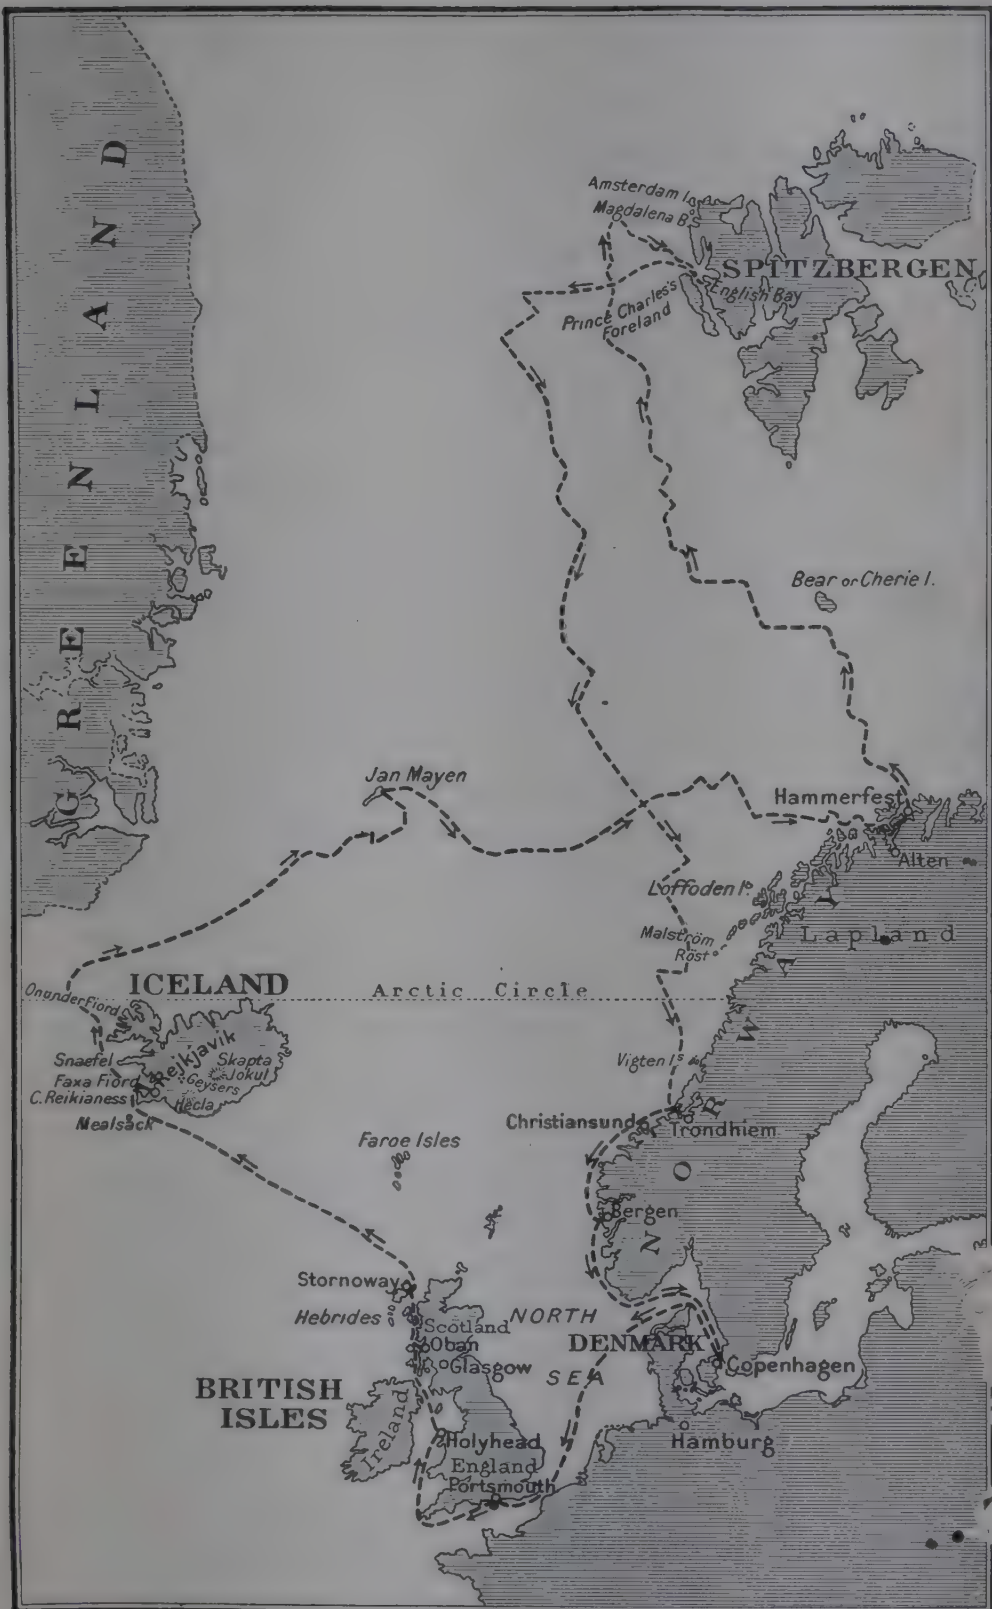 GREENLAND
Amsterdam I.
Magdalena B.
SPITZBERGEN
English Bay
Prince Charles's
Foreland
Bear or Cherie I.
Jan Mayen
Hammerfest
Alten
Loffoden Is.
Lapland
Malström
Röst
ICELAND
Arctic Circle
Onunder Fiord
Reikjavik
Snaefel
Skapta
Jokul
Faxa Fiord
Geysers
C. Reikianess
Hecla
Mealsack
Vigten Is.
NORWAY
Christiansund
Trondhiem
Faroe Isles
Bergen
Stornoway
Hebrides
NORTH
SEA
Scotland
Oban
Glasgow
DENMARK
Copenhagen
BRITISH
ISLES
Ireland
Holyhead
England
Portsmouth
Hamburg